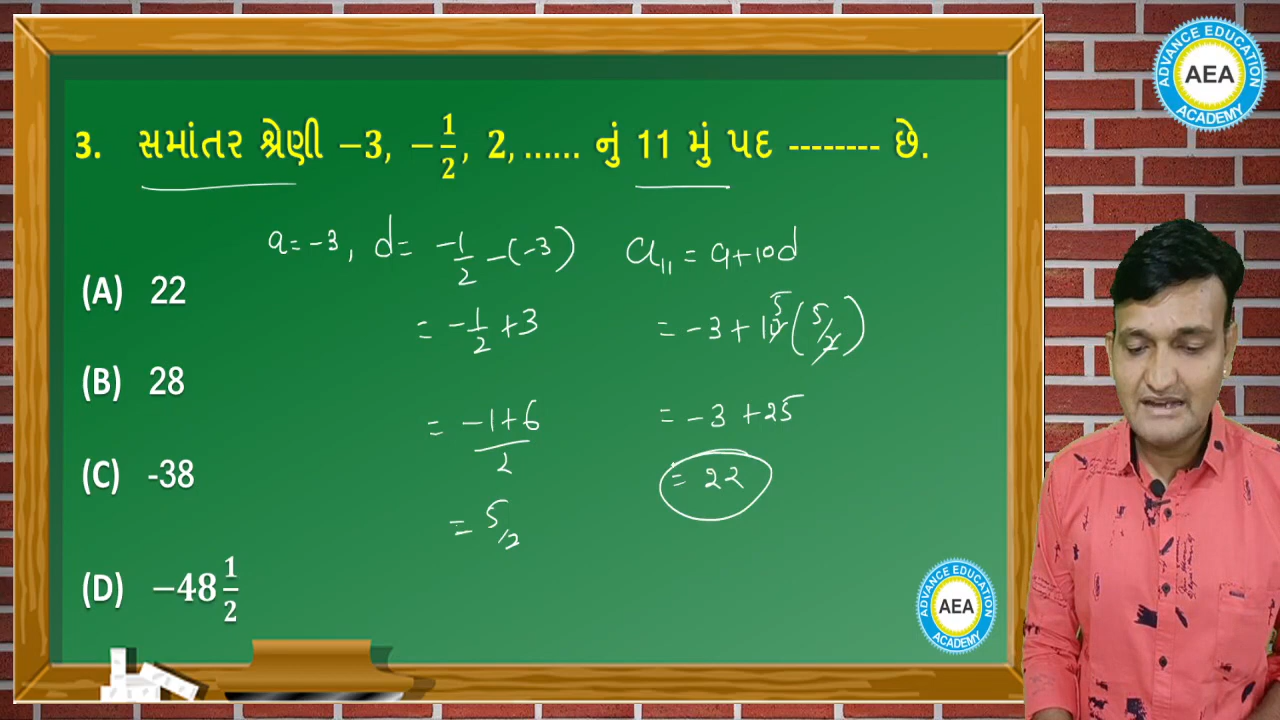 3. સમાંતર શ્રેણી −3, −1/2, 2, ...... નું 11 મું પદ -------- છે.
a = -3, d = -1/2 - (-3)
= -1/2 + 3
= -1+6/2
= 5/2
a11 = a+10d
= -3 + 10 5 (5/2)
= -3 + 25
= 22
(A) 22
(B) 28
(C) -38
(D) −48 1/2
ADVANCE EDUCATION
AEA
ACADEMY
ADVANCE EDUCATION
AEA
ACADEMY